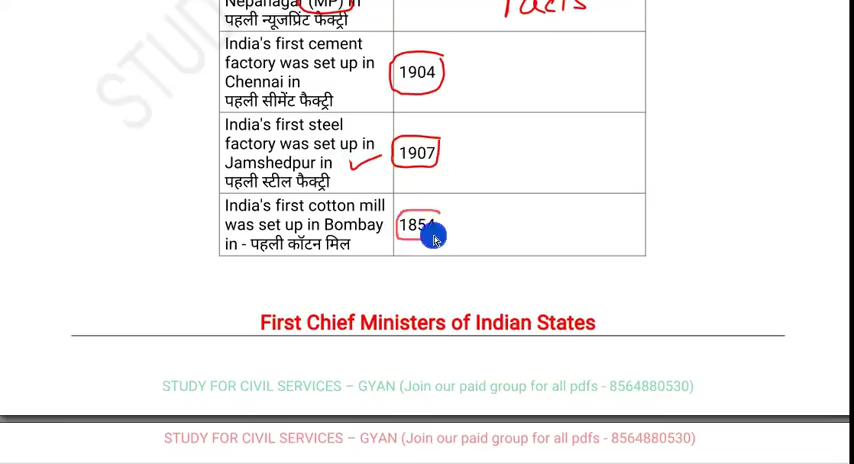 Nepanagar (MP) in
पहली न्यूजप्रिंट फैक्ट्री
facts
India's first cement
factory was set up in
Chennai in
पहली सीमेंट फैक्ट्री
1904
India's first steel
factory was set up in
Jamshedpur in
पहली स्टील फैक्ट्री
1907
India's first cotton mill
was set up in Bombay
in - पहली कॉटन मिल
1854
First Chief Ministers of Indian States
STUDY FOR CIVIL SERVICES – GYAN (Join our paid group for all pdfs - 8564880530)
STUDY FOR CIVIL SERVICES – GYAN (Join our paid group for all pdfs - 8564880530)
STUD